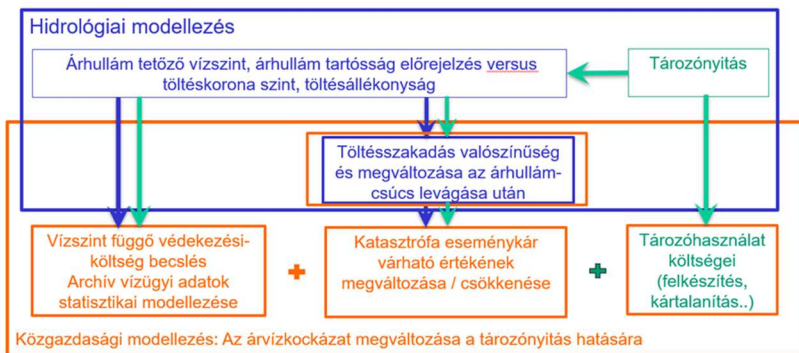 Hidrológiai modellezés
Árhullám tetőző vízszint, árhullám tartósság előrejelzés versus
töltéskorona szint, töltésállékonyság
Tározónyitás
Töltésszakadás valószínűség
és megváltozása az árhullám-
csúcs levágása után
Vízszint függő védekezési-
költség becslés
Archív vízügyi adatok
statisztikai modellezése
+
Katasztrófa eseménykár
várható értékének
megváltozása / csökkenése
+
Tározóhasználat
költségei
(felkészítés,
kártalanítás..)
Közgazdasági modellezés: Az árvízkockázat megváltozása a tározónyitás hatására